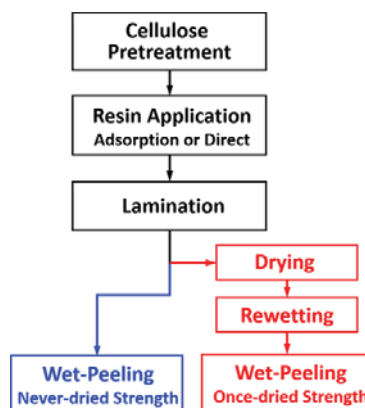 Cellulose
Pretreatment
Resin Application
Adsorption or Direct
Lamination
Drying
Rewetting
Wet-Peeling
Never-dried Strength
Wet-Peeling
Once-dried Strength